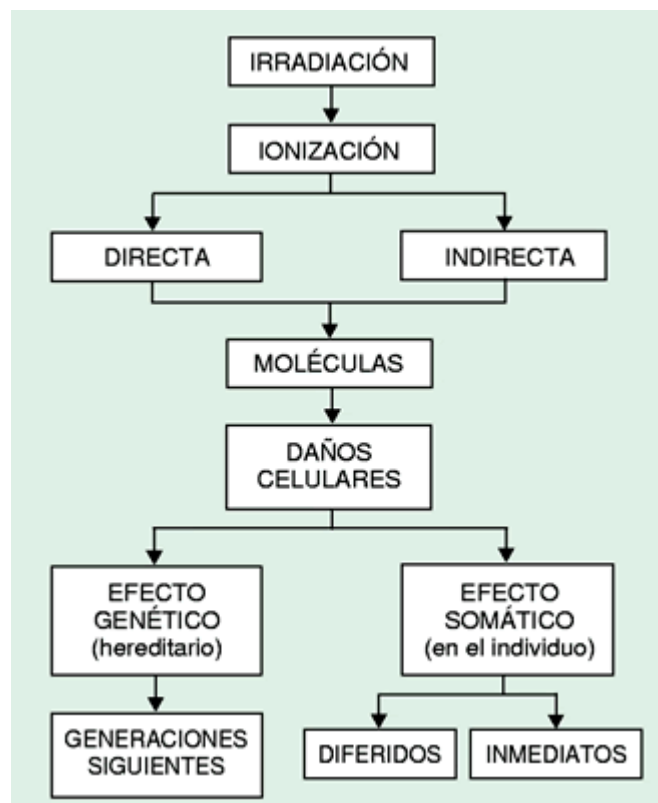 IRRADIACIÓN
IONIZACIÓN
DIRECTA
INDIRECTA
MOLÉCULAS
DAÑOS
CELULARES
EFECTO
GENÉTICO
(hereditario)
EFECTO
SOMÁTICO
(en el individuo)
GENERACIONES
SIGUIENTES
DIFERIDOS
INMEDIATOS